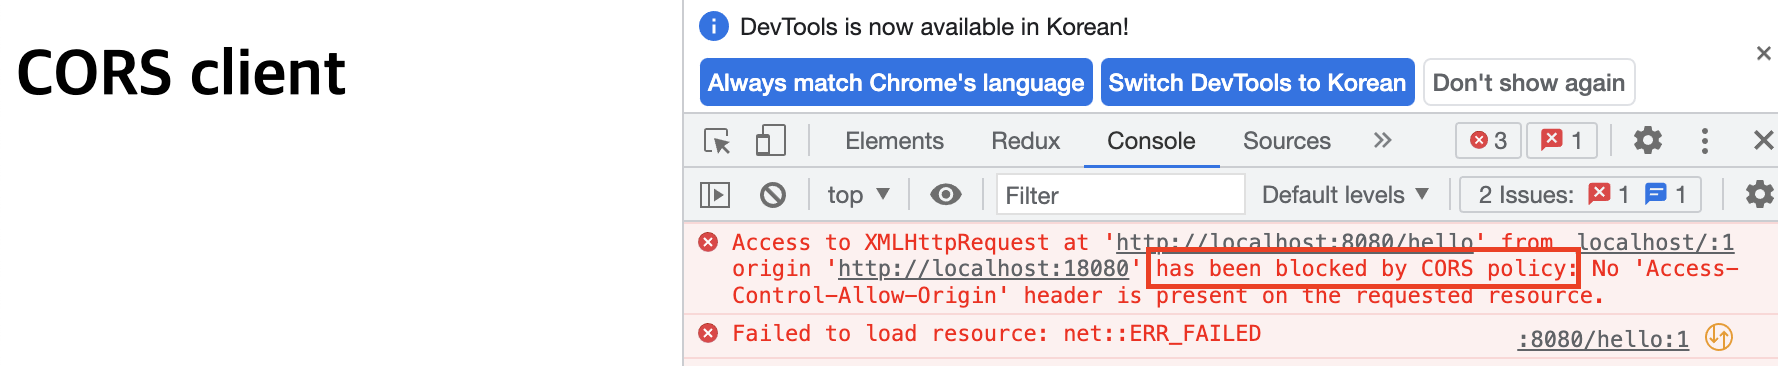 CORS client
DevTools is now available in Korean!
Always match Chrome's language Switch DevTools to Korean Don't show again
Elements Redux Console Sources 3 1
top Filter Default levels 2 Issues: 1 1
Access to XMLHttpRequest at 'http://localhost:8080/hello' from localhost/:1
origin 'http://localhost:18080' has been blocked by CORS policy: No 'Access-
Control-Allow-Origin' header is present on the requested resource.
Failed to load resource: net::ERR_FAILED :8080/hello:1